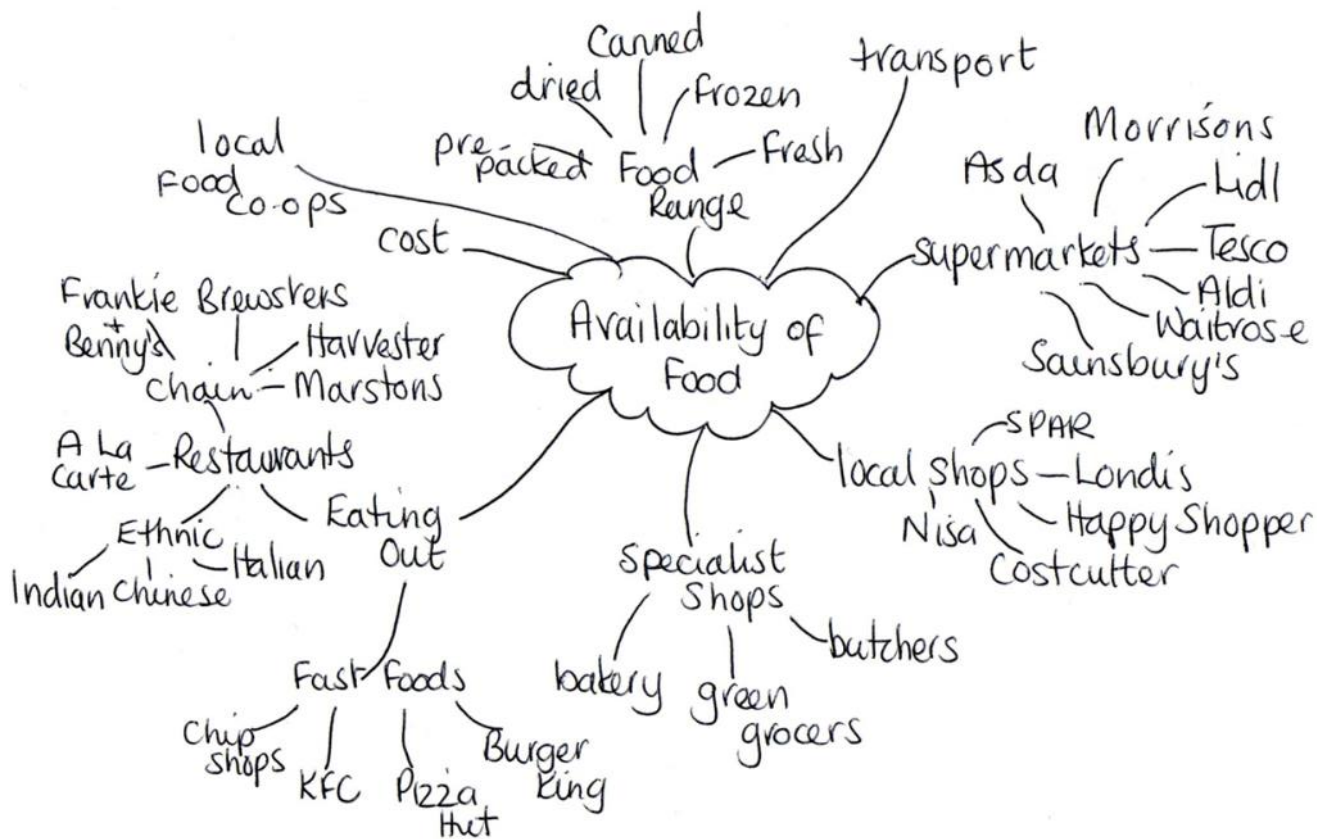 Availability of
Food
Food
Range
pre
packed
dried
Canned
Frozen
Fresh
transport
supermarkets
Asda
Morrisons
Lidl
Tesco
Aldi
Waitrose
Sainsbury's
local shops
SPAR
Londis
Happy Shopper
Costcutter
Nisa
Specialist
Shops
butchers
green
grocers
bakery
Eating
Out
Fast Foods
Chip
shops
KFC
Pizza
Hut
Burger
King
Restaurants
A La
Carte
Ethnic
Indian
Chinese
Italian
Chain
Frankie
+
Benny's
Brewsters
Harvester
Marstons
cost
local
Food
Co-ops